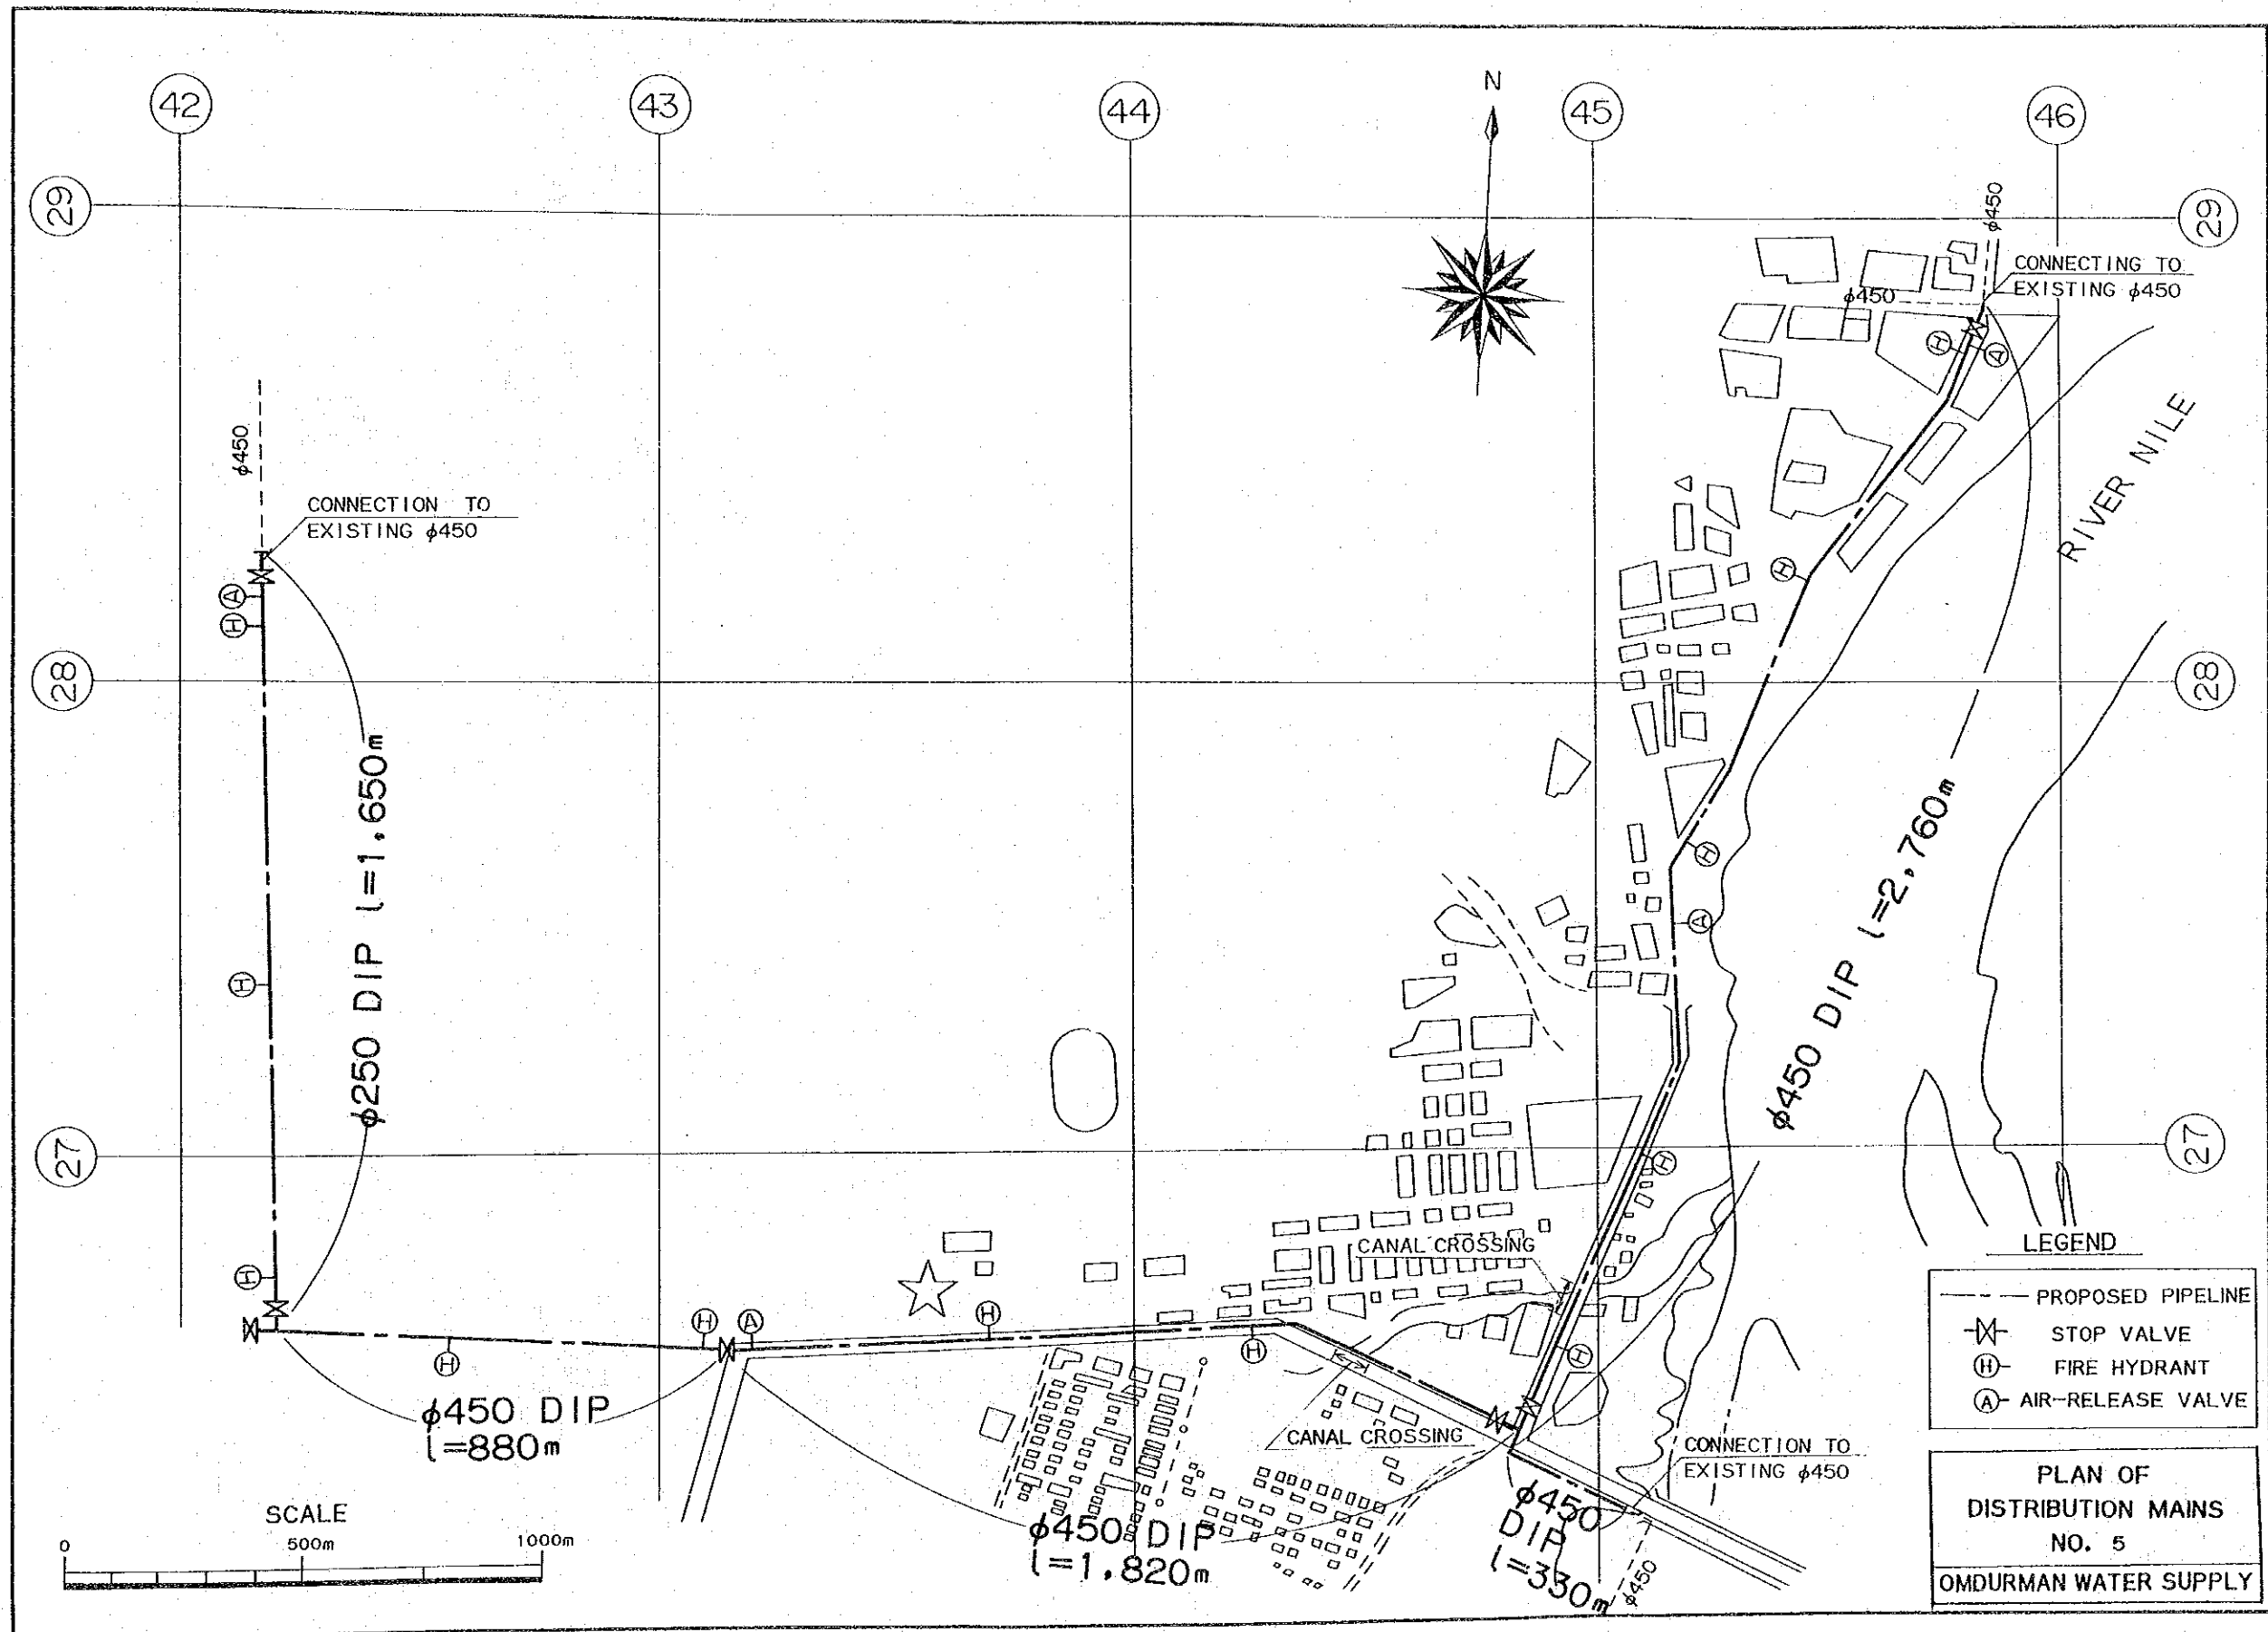 42
43
44
45
46
N
29
29
φ450
CONNECTING TO
EXISTING φ450
φ450
H
A
RIVER NILE
φ450
CONNECTION TO
EXISTING φ450
A
H
H
28
28
φ250 DIP l=1.650m
H
A
φ450 DIP l=2,760m
H
27
27
H
CANAL CROSSING
H
H
A
H
H
H
H
φ450 DIP
l=880m
CANAL CROSSING
CONNECTION TO
EXISTING φ450
φ450 DIP
l=1,820m
φ450
DIP
l=330m
φ450
SCALE
0
500m
1000m
LEGEND
PROPOSED PIPELINE
STOP VALVE
H FIRE HYDRANT
A AIR-RELEASE VALVE
PLAN OF
DISTRIBUTION MAINS
NO. 5
OMDURMAN WATER SUPPLY